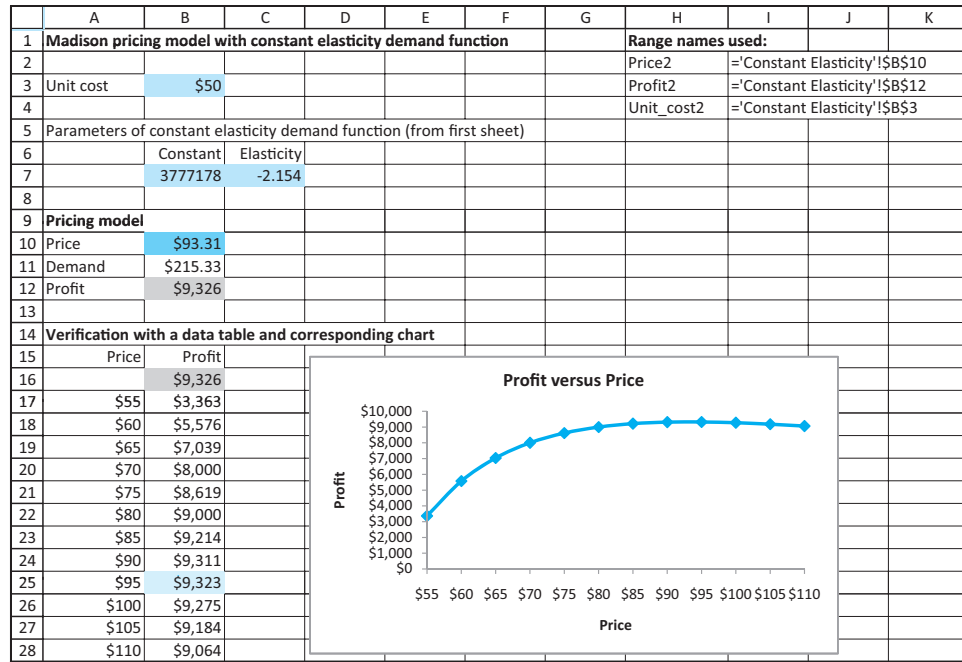 A B C D E F G H I J K
1 Madison pricing model with constant elasticity demand function Range names used:
2 Price2 ='Constant Elasticity'!$B$10
3 Unit cost $50 Profit2 ='Constant Elasticity'!$B$12
4 Unit_cost2 ='Constant Elasticity'!$B$3
5 Parameters of constant elasticity demand function (from first sheet)
6 Constant Elasticity
7 3777178 -2.154
8
9 Pricing model
10 Price $93.31
11 Demand $215.33
12 Profit $9,326
13
14 Verification with a data table and corresponding chart
15 Price Profit
16 $9,326
17 $55 $3,363
18 $60 $5,576
19 $65 $7,039
20 $70 $8,000
21 $75 $8,619
22 $80 $9,000
23 $85 $9,214
24 $90 $9,311
25 $95 $9,323
26 $100 $9,275
27 $105 $9,184
28 $110 $9,064
Profit versus Price
$10,000
$9,000
$8,000
$7,000
$6,000
$5,000
$4,000
$3,000
$2,000
$1,000
$0
Profit
$55 $60 $65 $70 $75 $80 $85 $90 $95 $100 $105 $110
Price